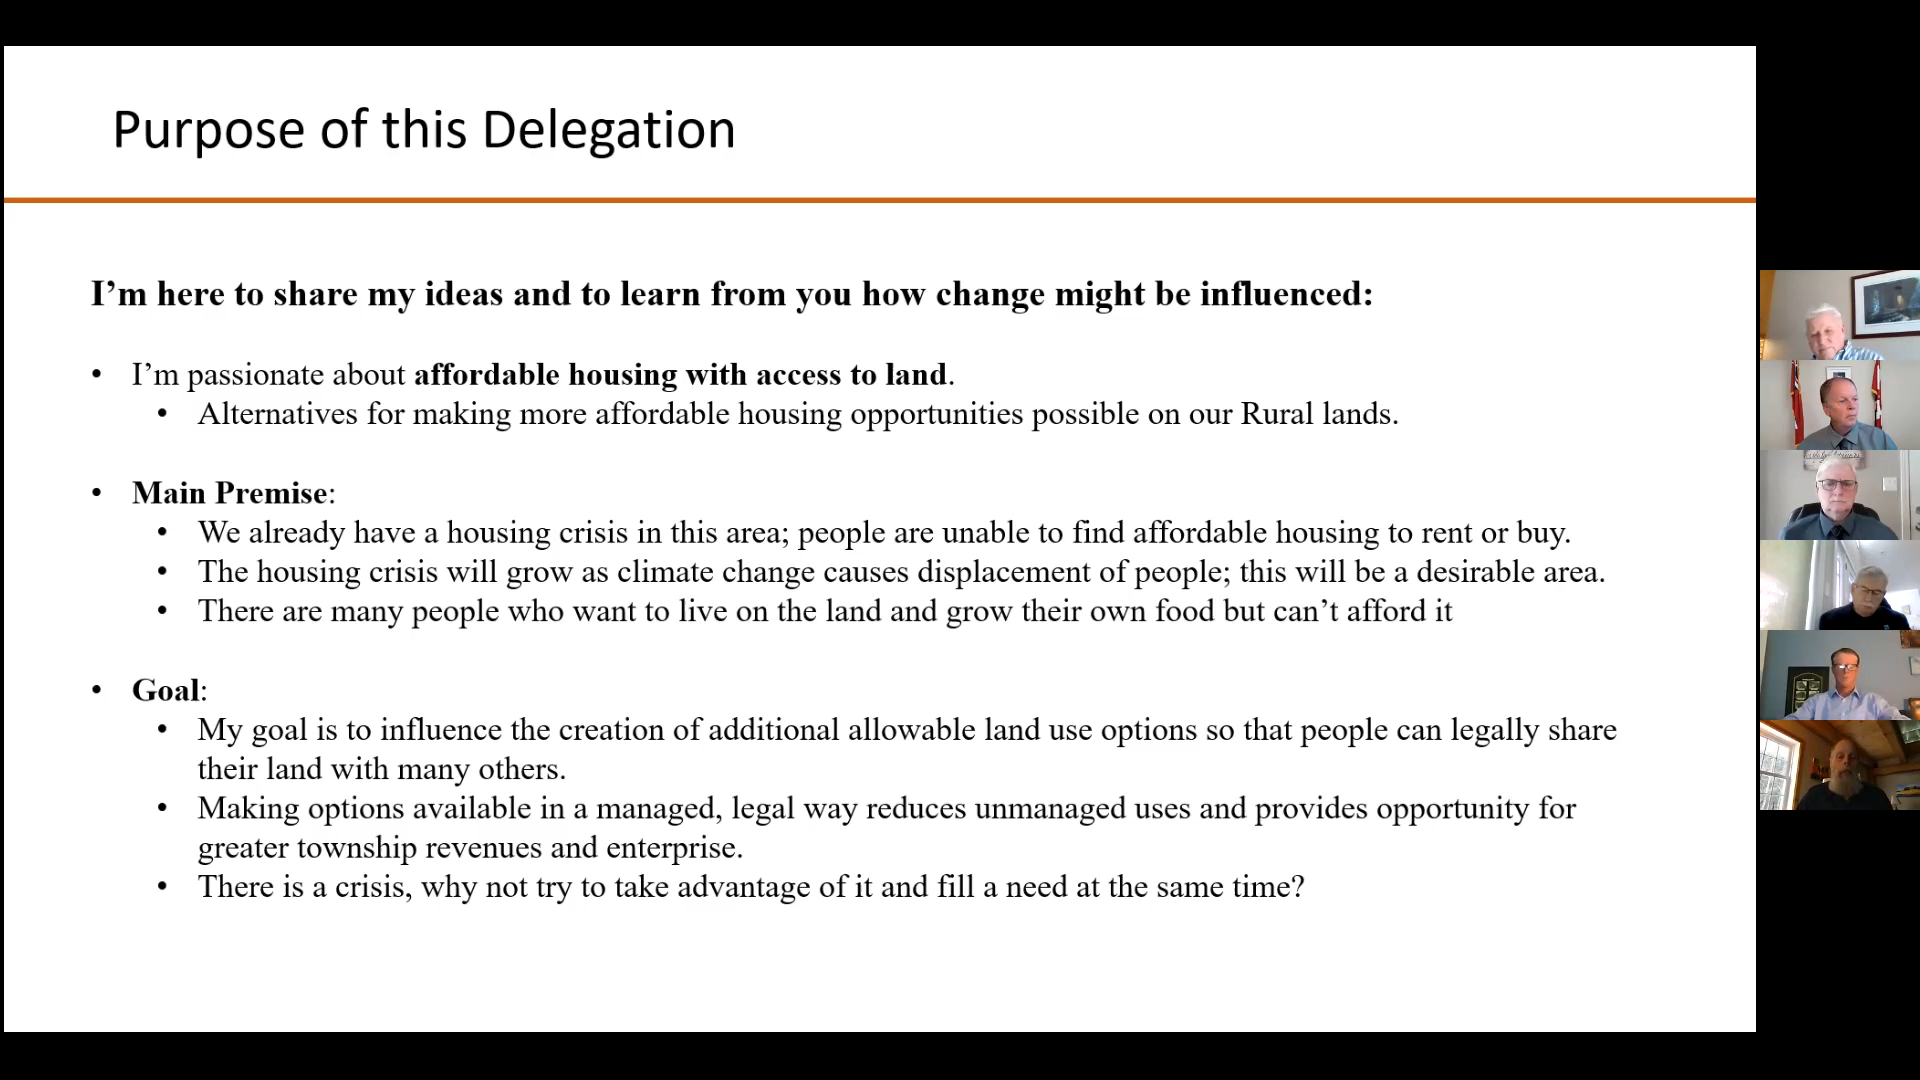 Purpose of this Delegation
I’m here to share my ideas and to learn from you how change might be influenced:
• I’m passionate about affordable housing with access to land.
• Alternatives for making more affordable housing opportunities possible on our Rural lands.
• Main Premise:
• We already have a housing crisis in this area; people are unable to find affordable housing to rent or buy.
• The housing crisis will grow as climate change causes displacement of people; this will be a desirable area.
• There are many people who want to live on the land and grow their own food but can’t afford it
• Goal:
• My goal is to influence the creation of additional allowable land use options so that people can legally share
their land with many others.
• Making options available in a managed, legal way reduces unmanaged uses and provides opportunity for
greater township revenues and enterprise.
• There is a crisis, why not try to take advantage of it and fill a need at the same time?